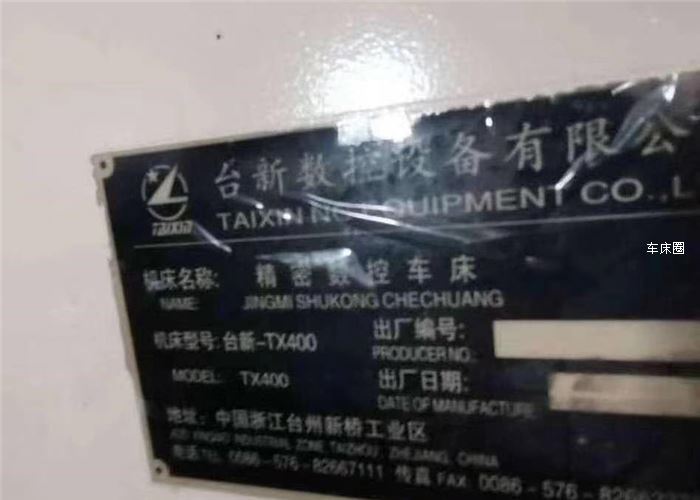 台新数控设备有限公
TAIXIN NC EQUIPMENT CO.,L
TAIXIN
车床圈
机床名称: 精密数控车床
NAME: JINGMI SHUKONG CHECHUANG
机床型号: 台新-TX400 出厂编号:
MODEL: TX400 PRODUCER NO.
出厂日期:
DATE OF MANUFACTURE
地址: 中国浙江台州新桥工业区
INDUSTRIAL ZONE TAIZHOU, ZHEJIANG, CHINA
电话 TEL 0086-576-82667111 传真 FAX 0086-576-826